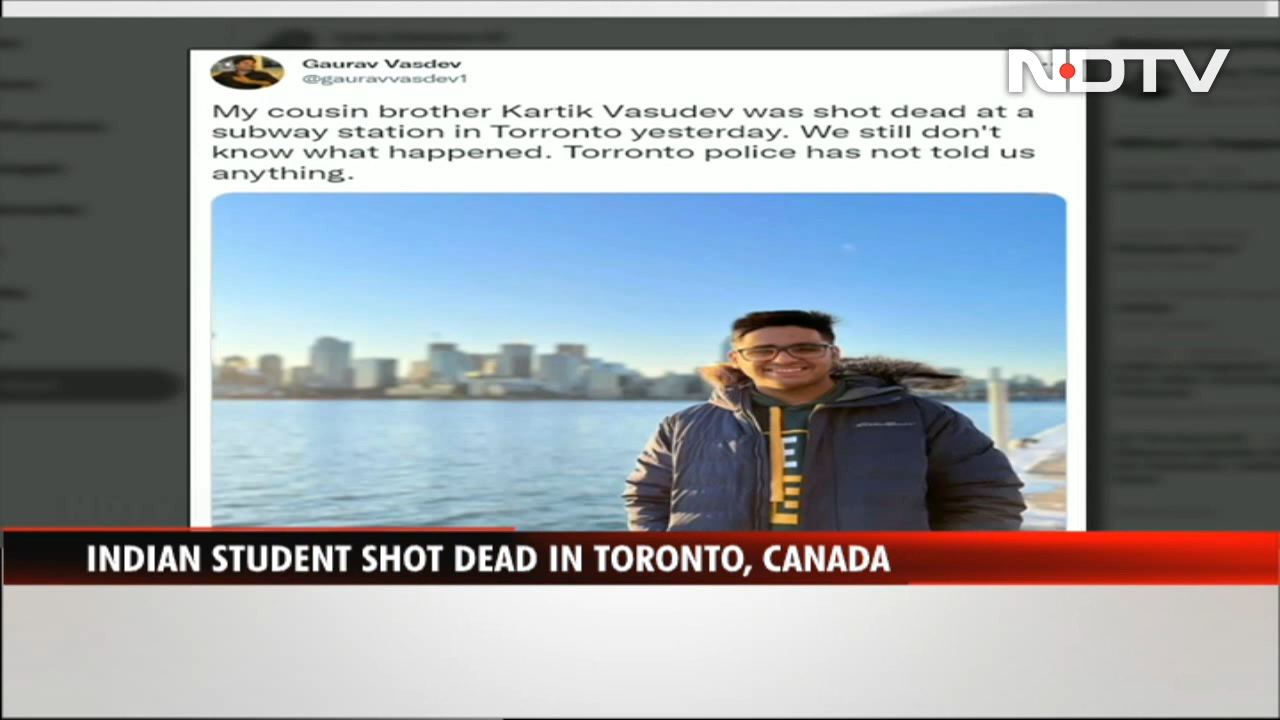 NDTV
Gaurav Vasdev
@gauravvasdev1
My cousin brother Kartik Vasudev was shot dead at a
subway station in Torronto yesterday. We still don't
know what happened. Torronto police has not told us
anything.
INDIAN STUDENT SHOT DEAD IN TORONTO, CANADA